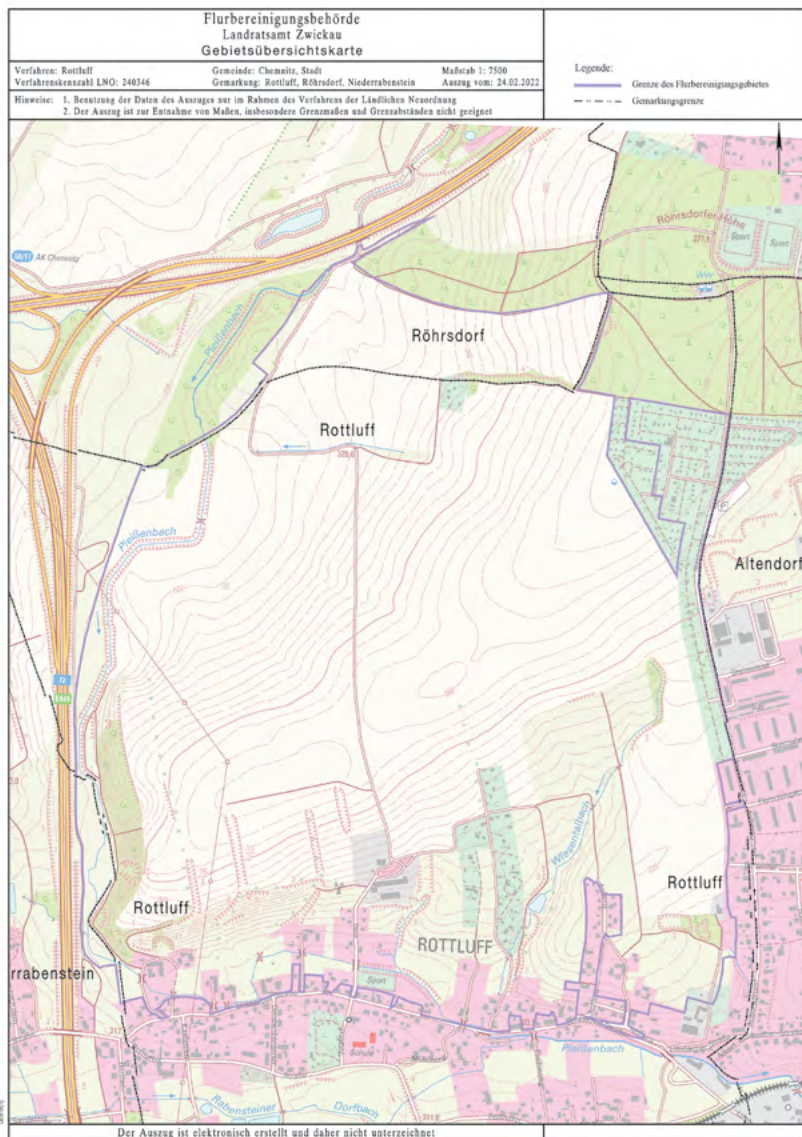 Flurbereinigungsbehörde
Landratsamt Zwickau
Gebietsübersichtskarte
Verfahren: Rottluff
Gemeinde: Chemnitz, Stadt
Maßstab 1: 7500
Verfahrenskennzahl LNO: 240346
Gemarkung: Rottluff, Röhrsdorf, Niederrabenstein
Auszug vom: 24.02.2022
Hinweise: 1. Benutzung der Daten des Auszuges nur im Rahmen des Verfahrens der Ländlichen Neuordnung
2. Der Auszug ist zur Entnahme von Maßen, insbesondere Grenzmaßen und Grenzabständen nicht geeignet
Legende:
Grenze des Flurbereinigungsgebietes
Gemarkungsgrenze
Röhrsdorfer Höhe
377,5
Sport
Sport
AK Chemnitz
Pleißenbach
Röhrsdorf
Rottluff
Pleißenbach
P
Altendorf
72
Wiesentalbach
Rottluff
Rottluff
ROTTLUFF
rrabenstein
Sport
Schule
Pleißenbach
Rabensteiner Dorfbach
Der Auszug ist elektronisch erstellt und daher nicht unterzeichnet